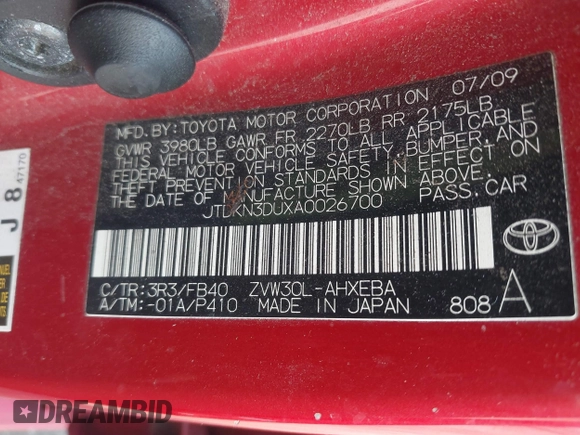 MFD.BY:TOYOTA MOTOR CORPORATION 07/09
GVWR 3980LB GAWR FR 2270LB RR 2175LB
THIS VEHICLE CONFORMS TO ALL APPLICABLE
FEDERAL MOTOR VEHICLE SAFETY, BUMPER, AND
THEFT PREVENTION STANDARDS IN EFFECT ON
THE DATE OF MANUFACTURE SHOWN ABOVE.
JTDKN3DUXA0026700 PASS.CAR
C/TR:3R3/FB40 ZVW30L-AHXEBA
A/TM:-01A/P410 MADE IN JAPAN 808 A
J 8 47170
DREAMBID